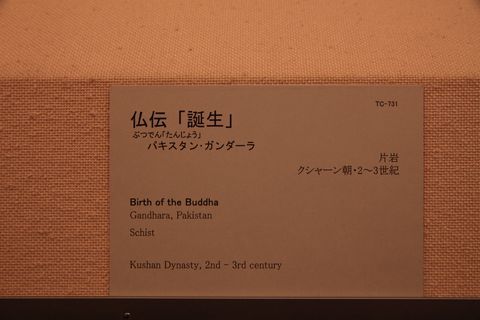 TC-731
仏伝「誕生」
ぶつでん「たんじょう」
パキスタン・ガンダーラ
片岩
クシャーン朝・2～3世紀
Birth of the Buddha
Gandhara, Pakistan
Schist
Kushan Dynasty, 2nd - 3rd century